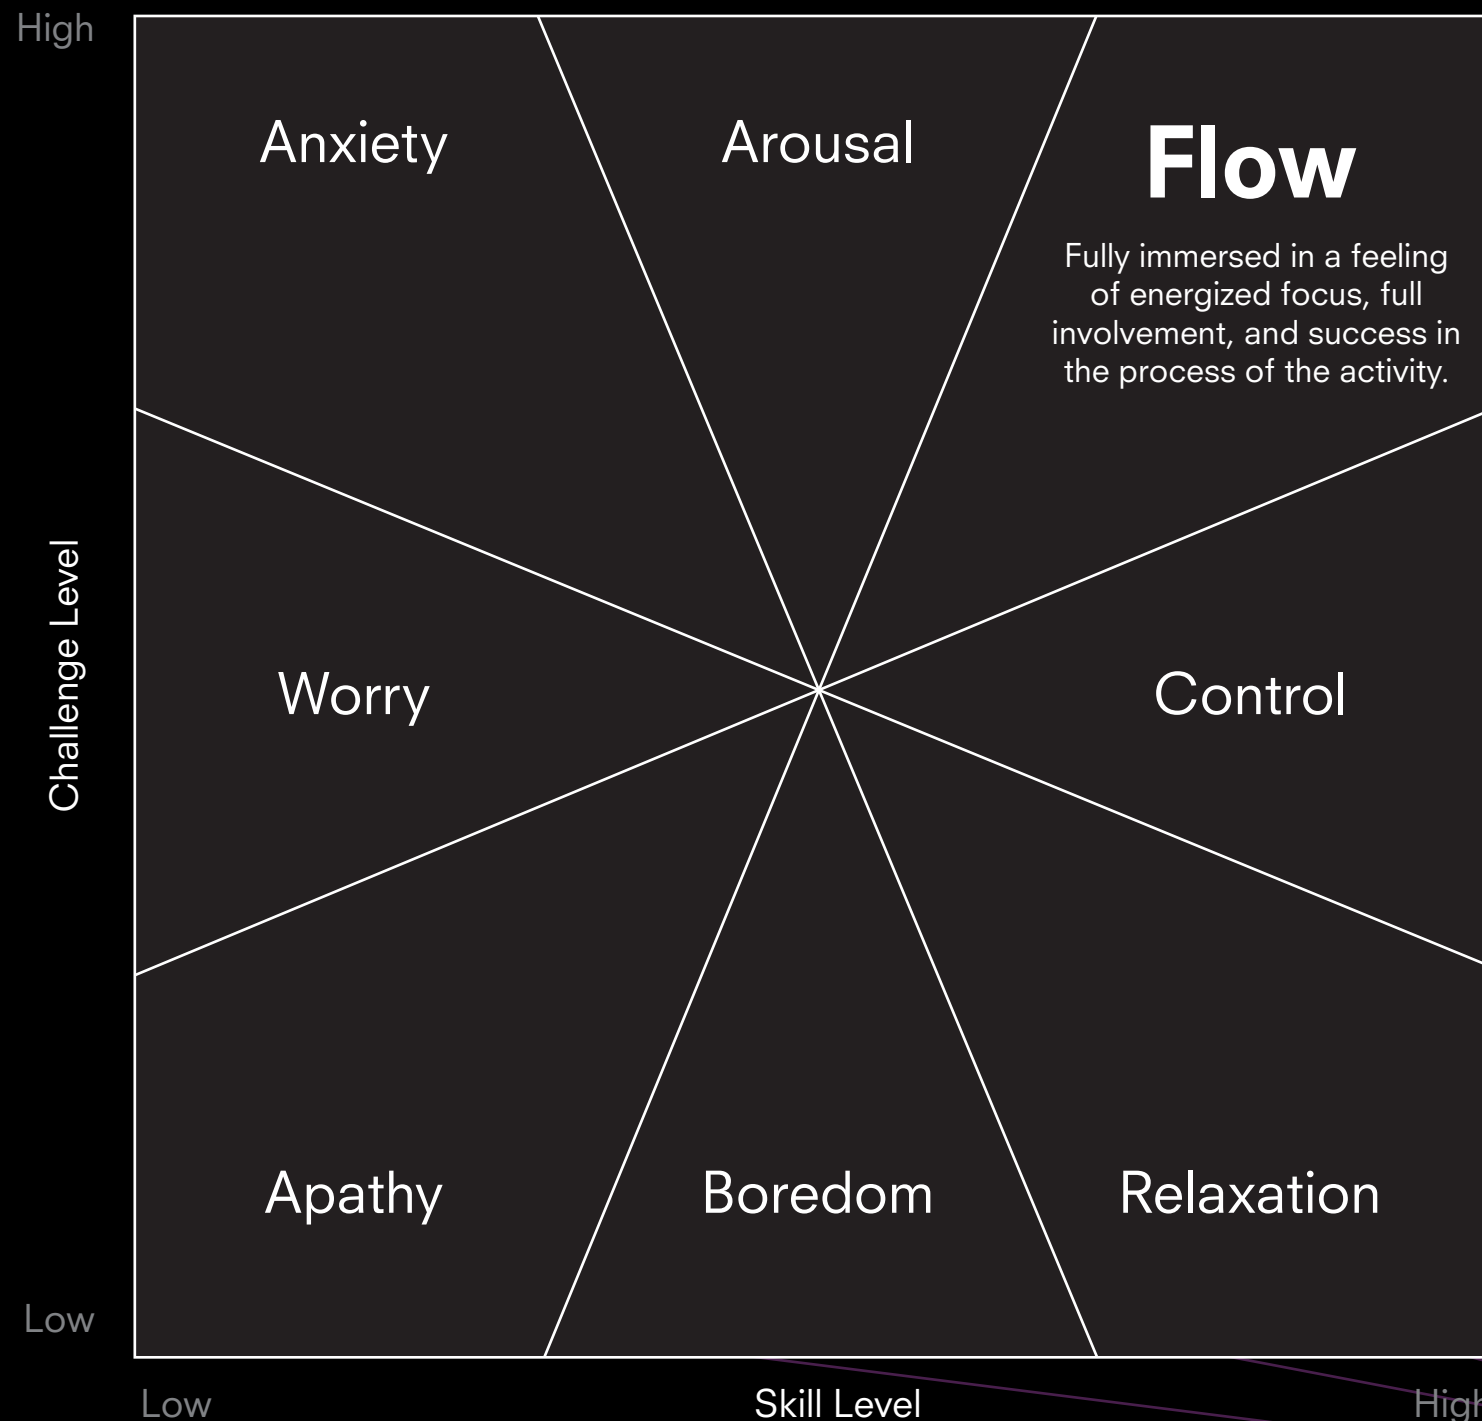 High
Anxiety
Arousal
Flow
Fully immersed in a feeling
of energized focus, full
involvement, and success in
the process of the activity.
Challenge Level
Worry
Control
Apathy
Boredom
Relaxation
Low
Low
Skill Level
High